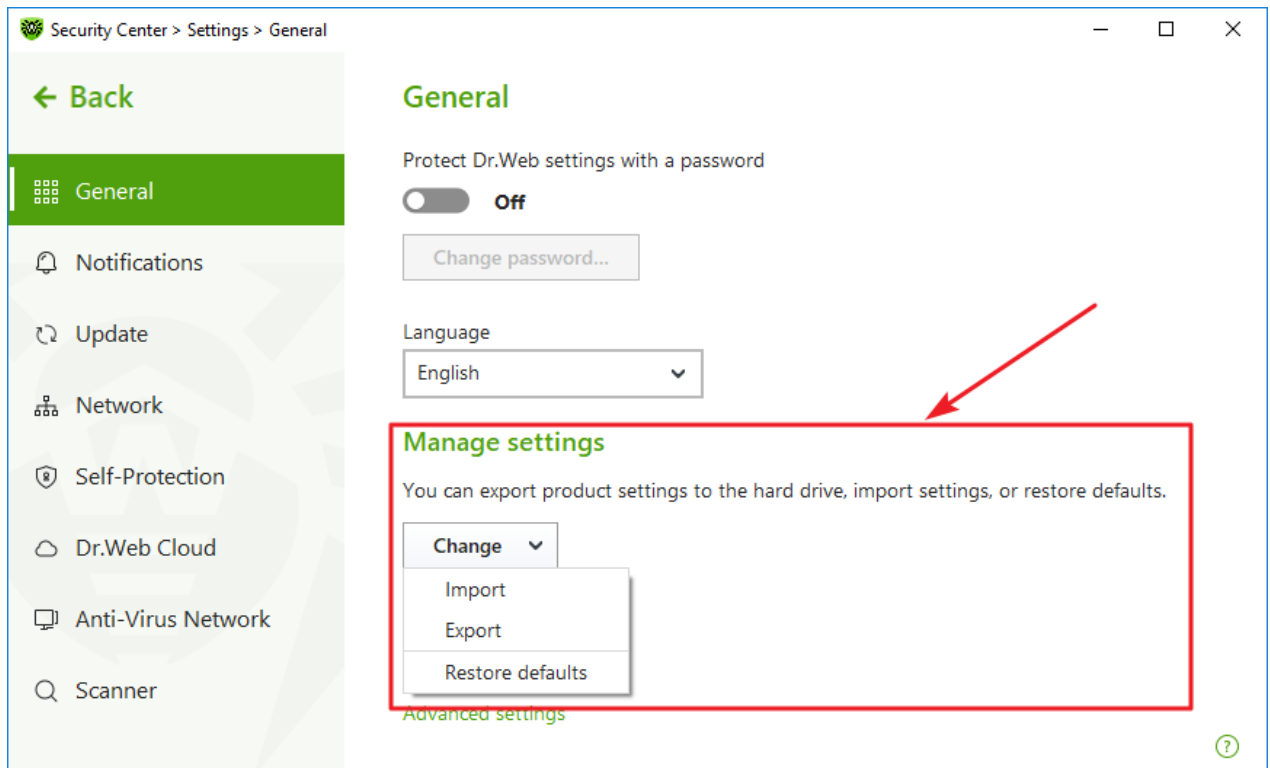 Security Center > Settings > General
Back
General
Notifications
Update
Network
Self-Protection
Dr.Web Cloud
Anti-Virus Network
Scanner
General
Protect Dr.Web settings with a password
Off
Change password...
Language
English
Manage settings
You can export product settings to the hard drive, import settings, or restore defaults.
Change
Import
Export
Restore defaults
Advanced settings
?